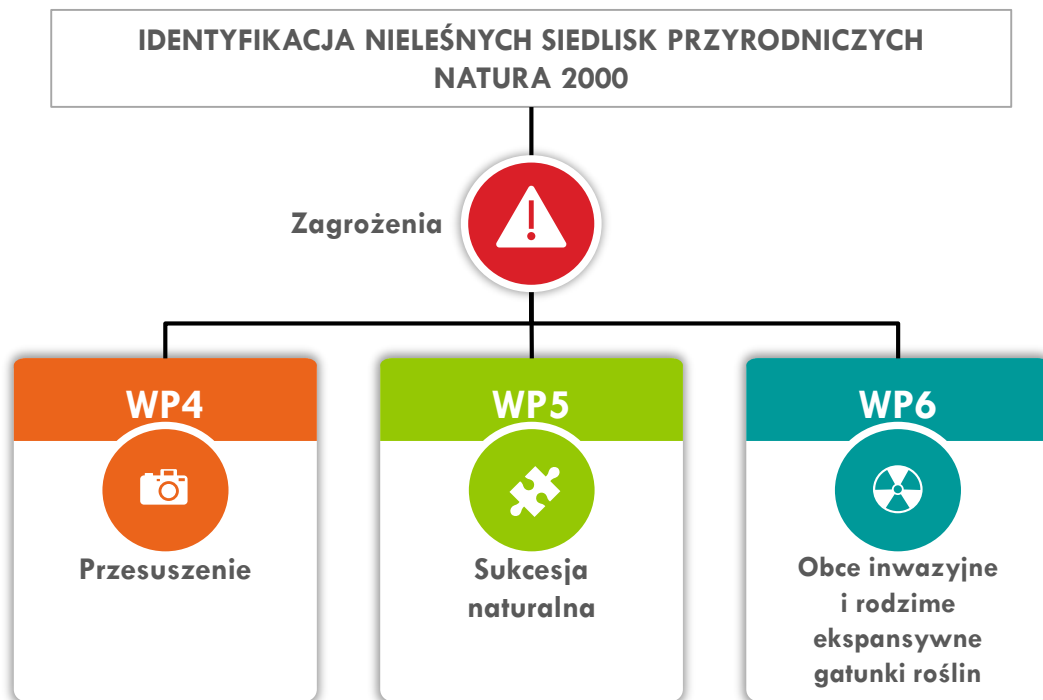 IDENTYFIKACJA NIELEŚNYCH SIEDLISK PRZYRODNICZYCH
NATURA 2000
Zagrożenia
WP4
Przesuszenie
WP5
Sukcesja
naturalna
WP6
Obce inwazyjne
i rodzime
ekspansywne
gatunki roślin